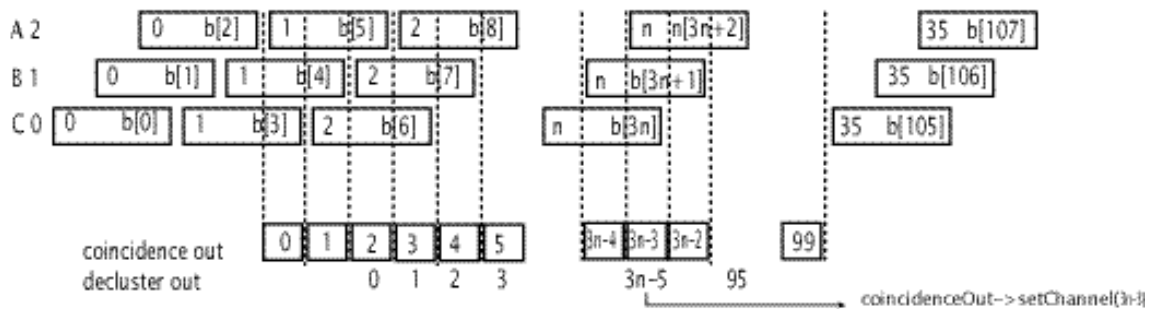 A 2 0 b[2] 1 b[5] 2 b[8] n n[3n+2] 35 b[107]
B 1 0 b[1] 1 b[4] 2 b[7] n b[3n+1] 35 b[106]
C 0 0 b[0] 1 b[3] 2 b[6] n b[3n] 35 b[105]
coincidence out 0 1 2 3 4 5 3n-4 3n-3 3n-2 99
decluster out 0 1 2 3 3n-5 95
coincidenceOut->setChannel(3n-3)